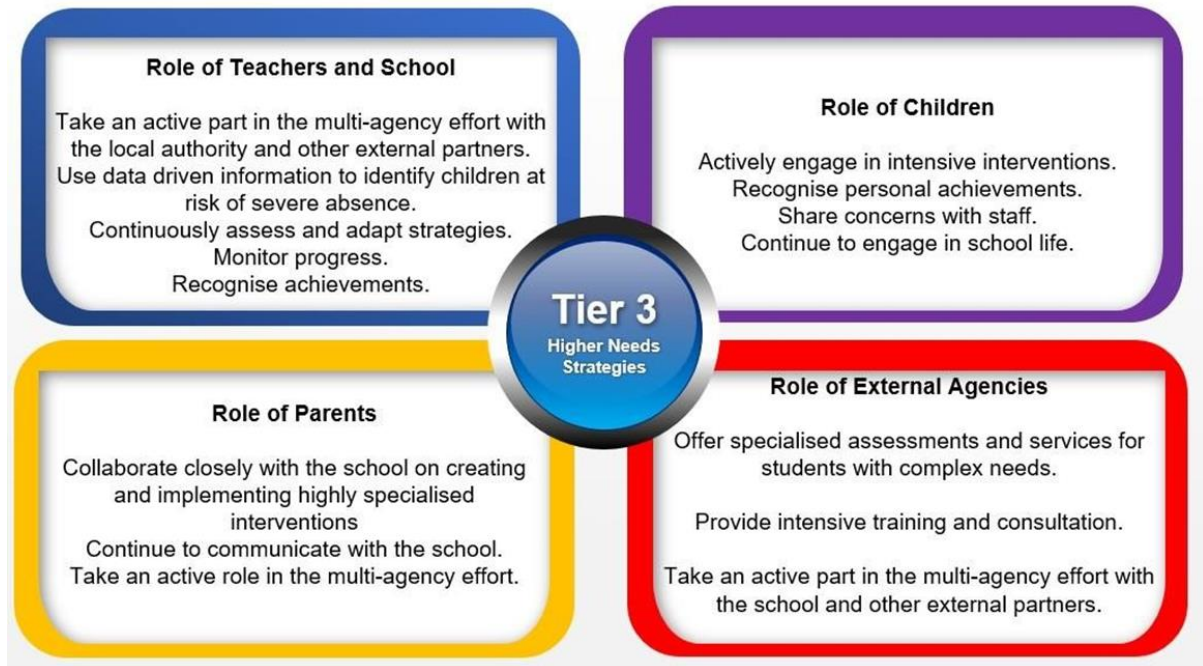 Role of Teachers and School
Take an active part in the multi-agency effort with
the local authority and other external partners.
Use data driven information to identify children at
risk of severe absence.
Continuously assess and adapt strategies.
Monitor progress.
Recognise achievements.
Role of Children
Actively engage in intensive interventions.
Recognise personal achievements.
Share concerns with staff.
Continue to engage in school life.
Tier 3
Higher Needs
Strategies
Role of Parents
Collaborate closely with the school on creating
and implementing highly specialised
interventions
Continue to communicate with the school.
Take an active role in the multi-agency effort.
Role of External Agencies
Offer specialised assessments and services for
students with complex needs.
Provide intensive training and consultation.
Take an active part in the multi-agency effort with
the school and other external partners.